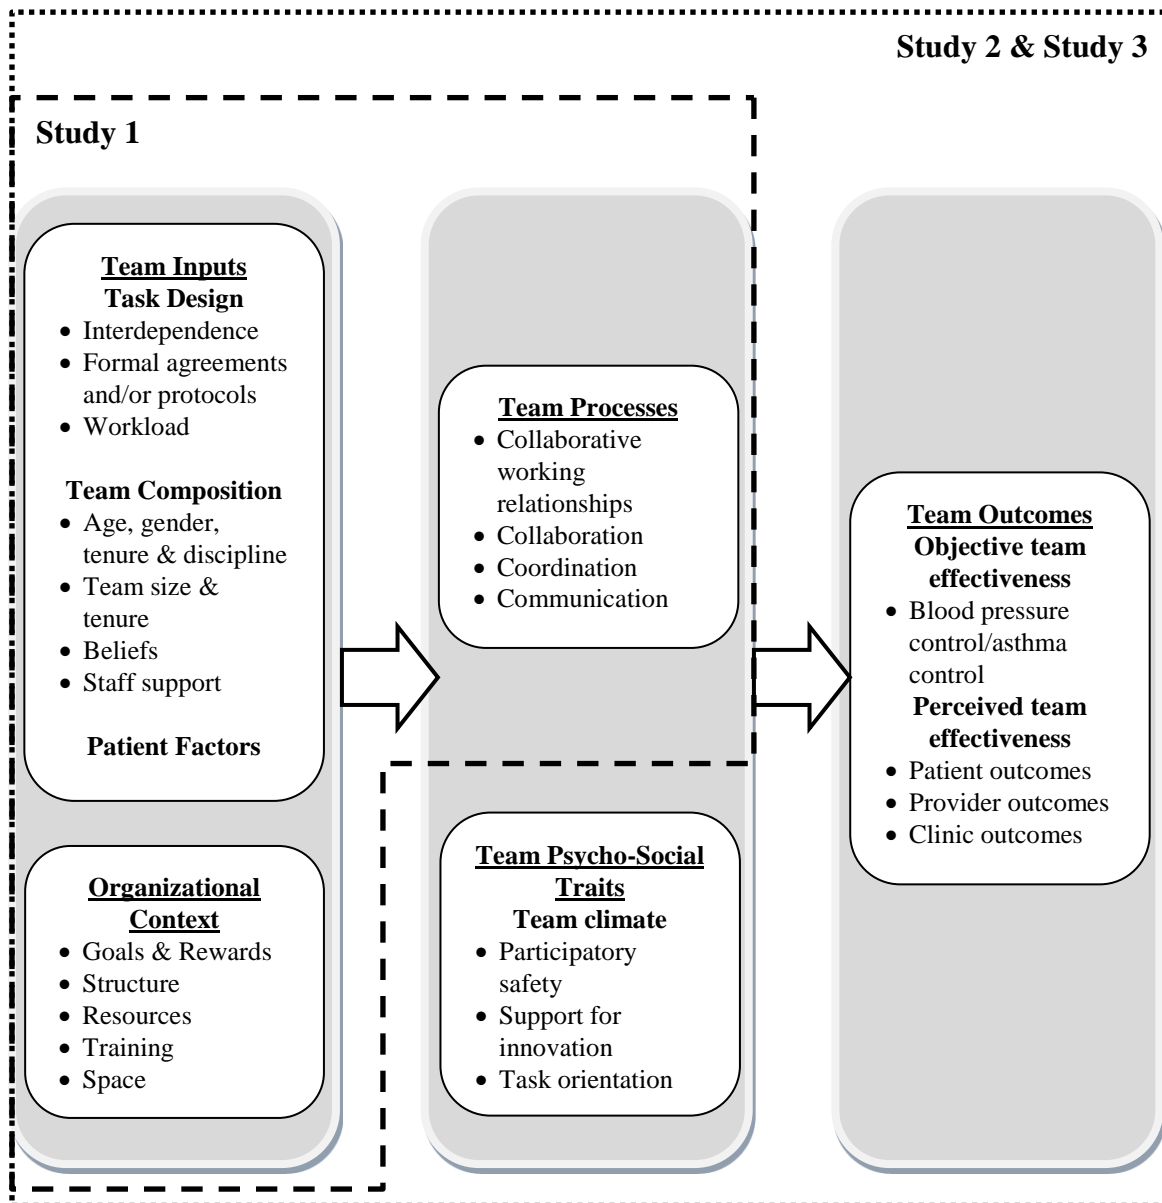 Study 2 & Study 3
Study 1
Team Inputs
Task Design
• Interdependence
• Formal agreements
and/or protocols
• Workload
Team Composition
• Age, gender,
tenure & discipline
• Team size &
tenure
• Beliefs
• Staff support
Patient Factors
Organizational
Context
• Goals & Rewards
• Structure
• Resources
• Training
• Space
Team Processes
• Collaborative
working
relationships
• Collaboration
• Coordination
• Communication
Team Psycho-Social
Traits
Team climate
• Participatory
safety
• Support for
innovation
• Task orientation
Team Outcomes
Objective team
effectiveness
• Blood pressure
control/asthma
control
Perceived team
effectiveness
• Patient outcomes
• Provider outcomes
• Clinic outcomes